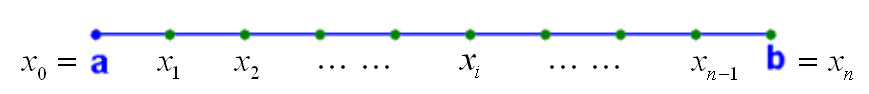 x₀ = a x₁ x₂ … … xᵢ … … xₙ₋₁ b = xₙ